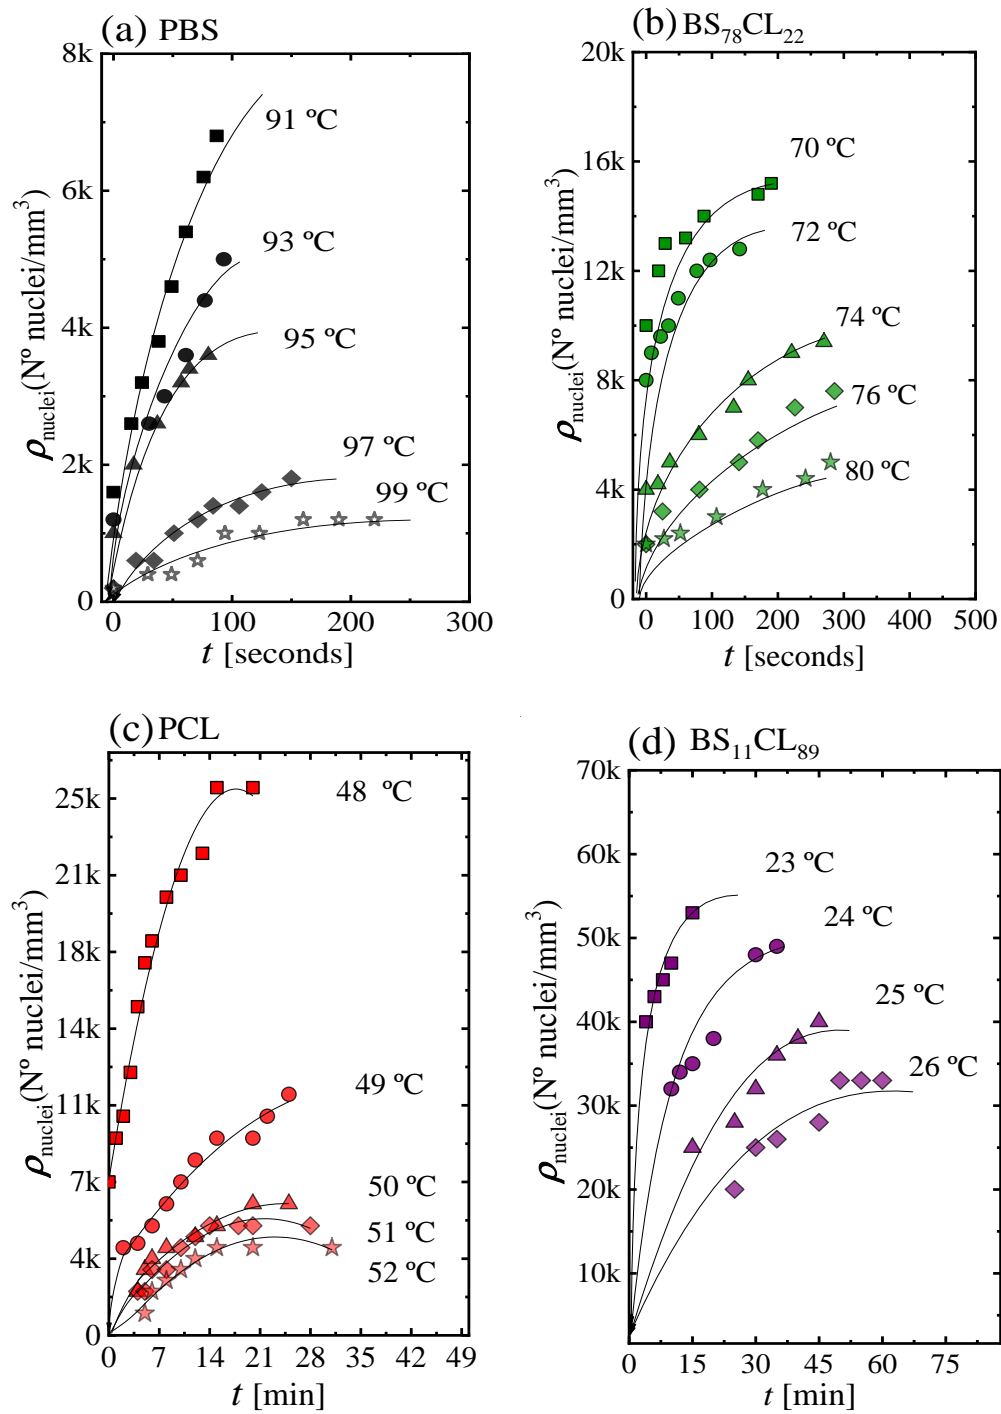 (a) PBS
8k
6k
4k
2k
0
ρnuclei(Nº nuclei/mm³)
91 ºC
93 ºC
95 ºC
97 ºC
99 ºC
0 100 200 300
t [seconds]
(b) BS₇₈CL₂₂
20k
16k
12k
8k
4k
0
ρnuclei(Nº nuclei/mm³)
70 ºC
72 ºC
74 ºC
76 ºC
80 ºC
0 100 200 300 400 500
t [seconds]
(c) PCL
25k
21k
18k
14k
11k
7k
4k
0
ρnuclei(Nº nuclei/mm³)
48 ºC
49 ºC
50 ºC
51 ºC
52 ºC
0 7 14 21 28 35 42 49
t [min]
(d) BS₁₁CL₈₉
70k
60k
50k
40k
30k
20k
10k
ρnuclei(Nº nuclei/mm³)
23 ºC
24 ºC
25 ºC
26 ºC
0 15 30 45 60 75
t [min]